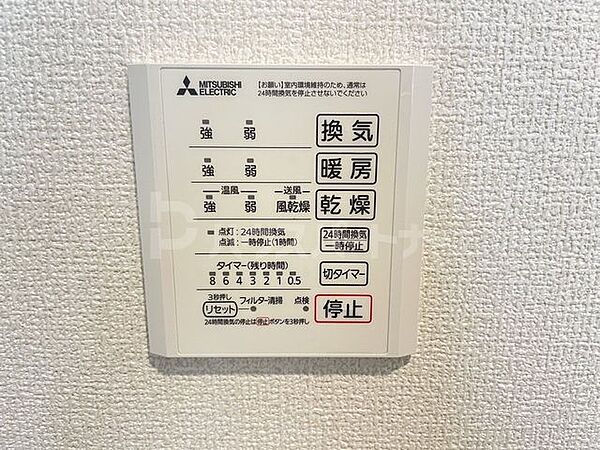 MITSUBISHI
ELECTRIC
【お願い】室内環境維持のため、通常は
24時間換気を停止させないでください
強 弱 換気
強 弱 暖房
温風 送風
強 弱 風乾燥 乾燥
点灯:24時間換気
点滅:一時停止(1時間)
24時間換気
一時停止
タイマー(残り時間)
8 6 4 3 2 1 0.5
切タイマー
3秒押し
リセット フィルター清掃 点検
停止
24時間換気の停止は停止ボタンを3秒押し